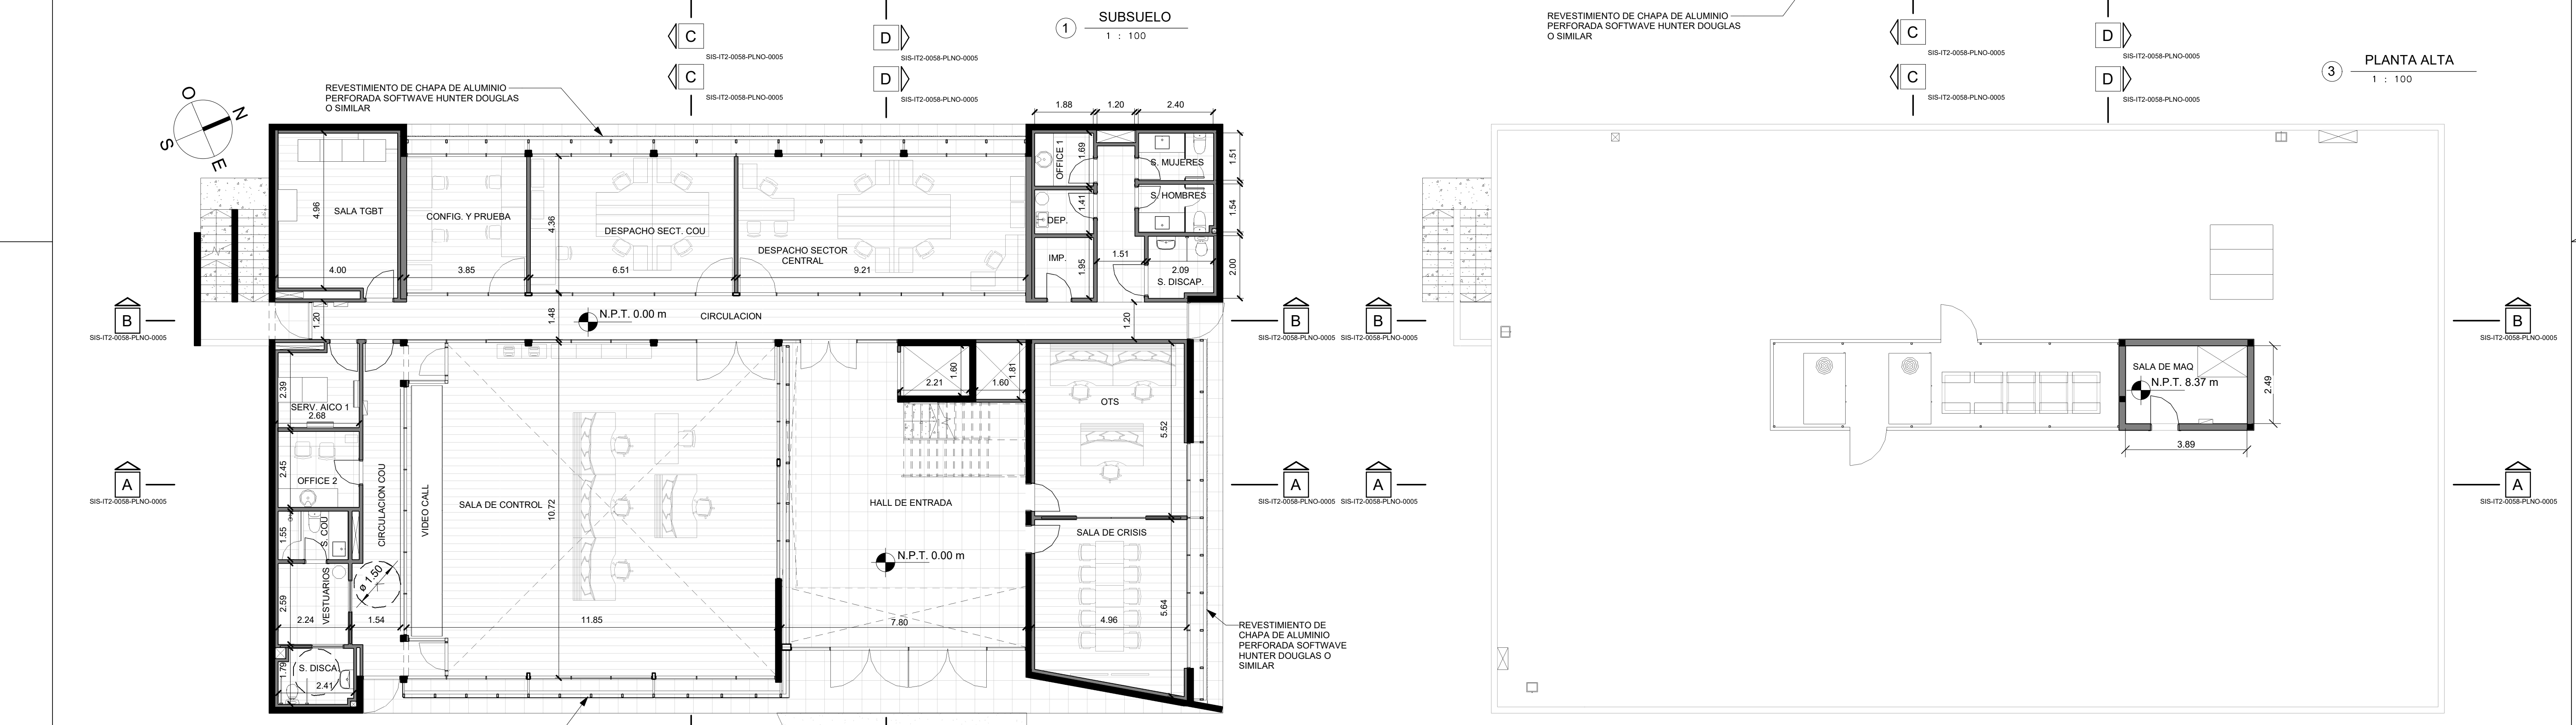 C
SIS-IT2-0058-PLNO-0005
D
SIS-IT2-0058-PLNO-0005
1
SUBSUELO
1 : 100
C
SIS-IT2-0058-PLNO-0005
D
SIS-IT2-0058-PLNO-0005
REVESTIMIENTO DE CHAPA DE ALUMINIO
PERFORADA SOFTWAVE HUNTER DOUGLAS
O SIMILAR
O
N
S
E
1.88
1.20
2.40
SALA TGBT
4.96
4.00
CONFIG. Y PRUEBA
3.85
4.36
DESPACHO SECT. COU
6.51
DESPACHO SECTOR
CENTRAL
9.21
OFFICE 1
1.69
S. MUJERES
1.51
S. HOMBRES
1.54
DEP.
1.41
IMP.
1.95
1.51
2.09
S. DISCAP.
2.00
B
SIS-IT2-0058-PLNO-0005
1.20
1.48
N.P.T. 0.00 m
CIRCULACION
1.20
B
SIS-IT2-0058-PLNO-0005
2.39
SERV. AICO 1
2.68
2.21
1.60
1.60
1.81
OTS
5.52
A
SIS-IT2-0058-PLNO-0005
2.45
OFFICE 2
CIRCULACION COU
VIDEO CALL
SALA DE CONTROL
10.72
HALL DE ENTRADA
A
SIS-IT2-0058-PLNO-0005
1.55
S. COU
SALA DE CRISIS
N.P.T. 0.00 m
ø 1.50
2.59
VESTUARIOS
2.24
1.54
11.85
7.80
4.96
5.64
1.79
S. DISCA.
2.41
REVESTIMIENTO DE
CHAPA DE ALUMINIO
PERFORADA SOFTWAVE
HUNTER DOUGLAS O
SIMILAR
REVESTIMIENTO DE CHAPA DE ALUMINIO
PERFORADA SOFTWAVE HUNTER DOUGLAS
O SIMILAR
C
SIS-IT2-0058-PLNO-0005
D
SIS-IT2-0058-PLNO-0005
3
PLANTA ALTA
1 : 100
C
SIS-IT2-0058-PLNO-0005
D
SIS-IT2-0058-PLNO-0005
B
SIS-IT2-0058-PLNO-0005
B
SIS-IT2-0058-PLNO-0005
SALA DE MAQ
N.P.T. 8.37 m
2.49
3.89
A
SIS-IT2-0058-PLNO-0005
A
SIS-IT2-0058-PLNO-0005